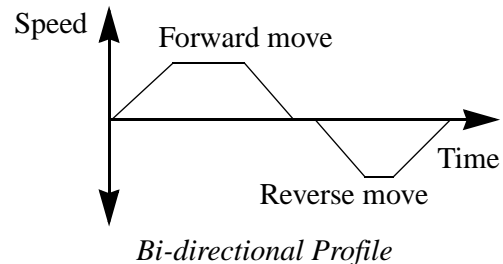 Speed
Forward move
Time
Reverse move
Bi-directional Profile